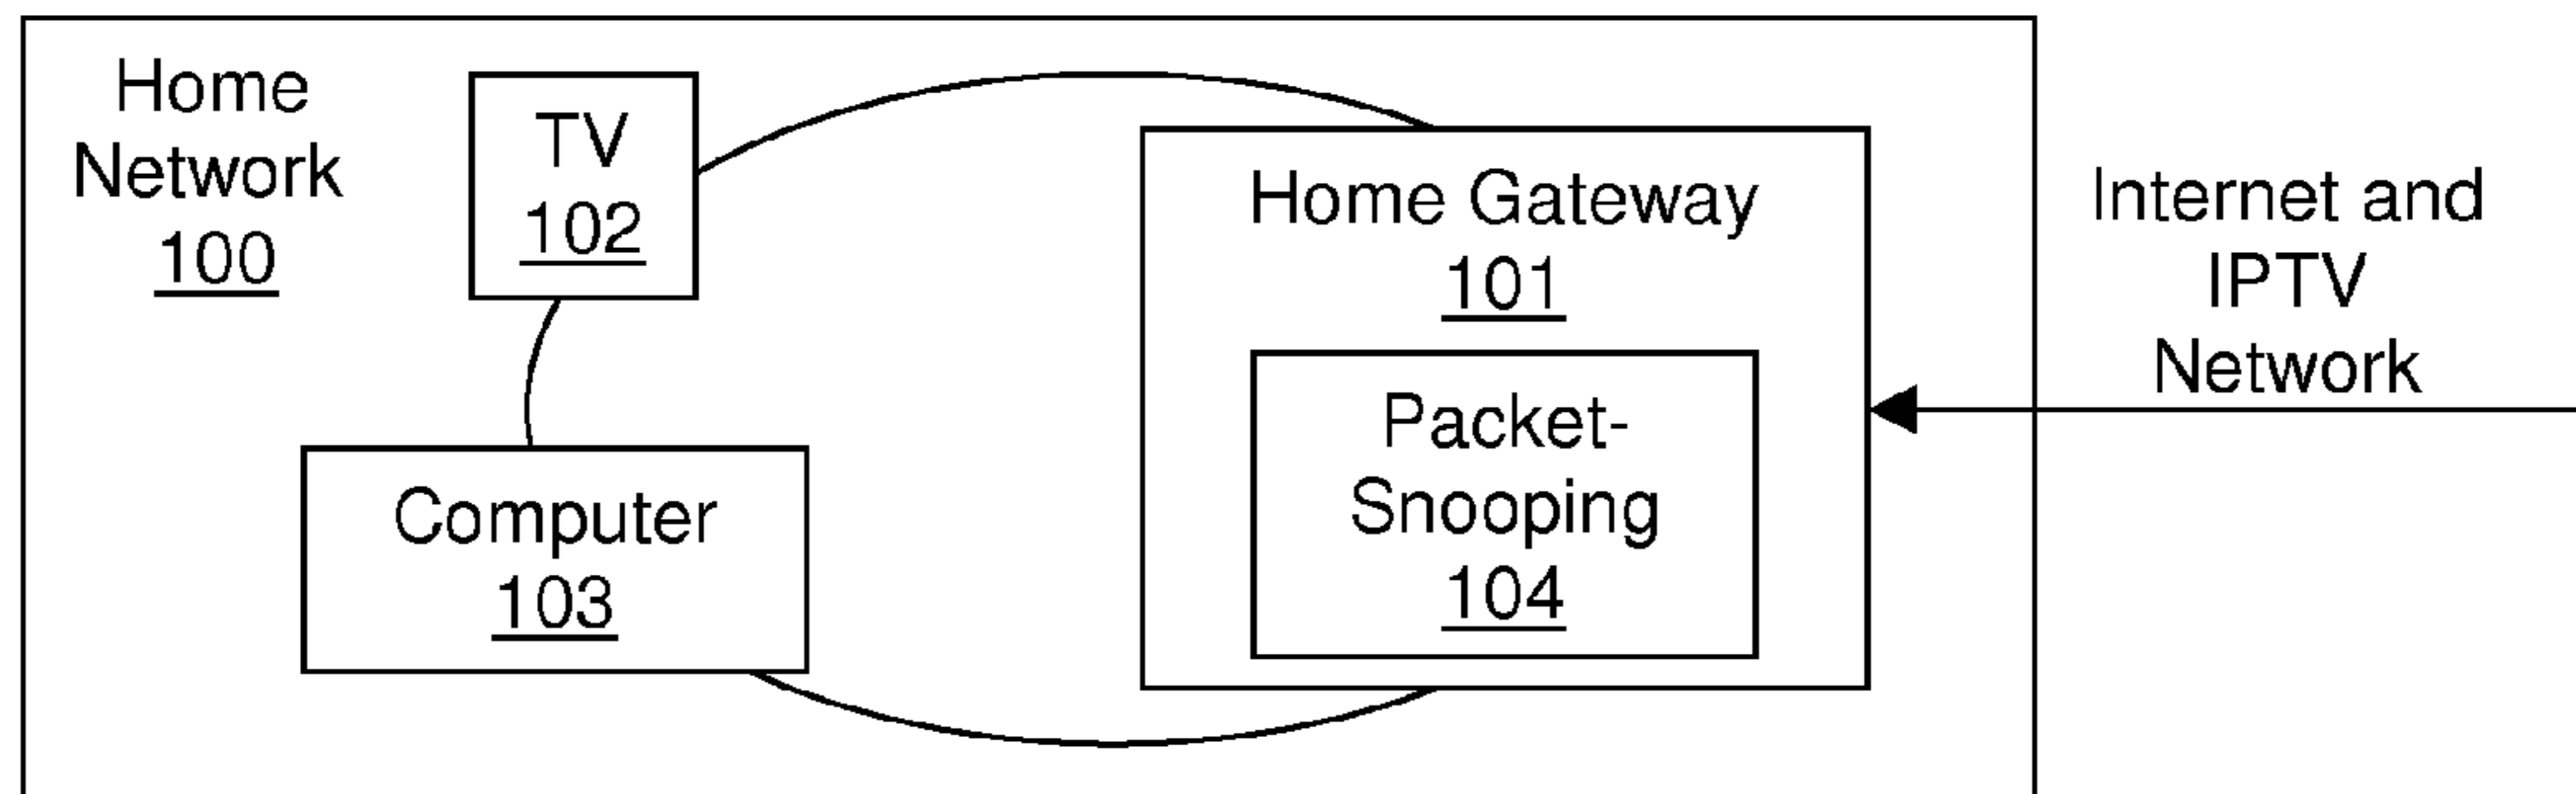 Home
Network
100
TV
102
Home Gateway
101
Packet-
Snooping
104
Computer
103
Internet and
IPTV
Network